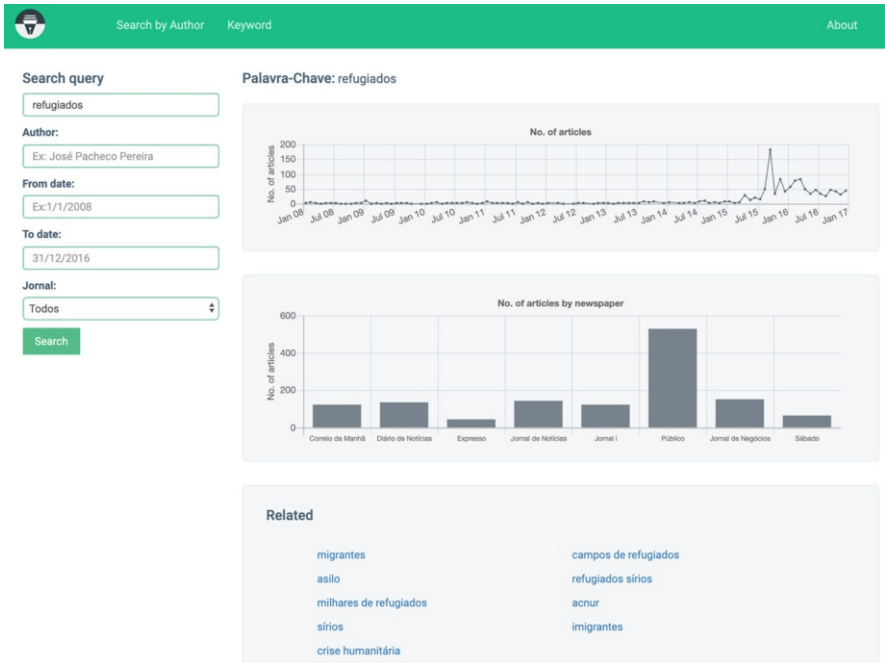 Search by Author Keyword About
Search query
refugiados
Author:
Ex: José Pacheco Pereira
From date:
Ex:1/1/2008
To date:
31/12/2016
Jornal:
Todos
Search
Palavra-Chave: refugiados
No. of articles
No. of articles
200
150
100
50
0
Jan 08 Jul 08 Jan 09 Jul 09 Jan 10 Jul 10 Jan 11 Jul 11 Jan 12 Jul 12 Jan 13 Jul 13 Jan 14 Jul 14 Jan 15 Jul 15 Jan 16 Jul 16 Jan 17
No. of articles by newspaper
No. of articles
600
400
200
0
Correio da Manhã Diário de Notícias Expresso Jornal de Notícias Jornal i Público Jornal de Negócios Sábado
Related
migrantes campos de refugiados
asilo refugiados sírios
milhares de refugiados acnur
sírios imigrantes
crise humanitária